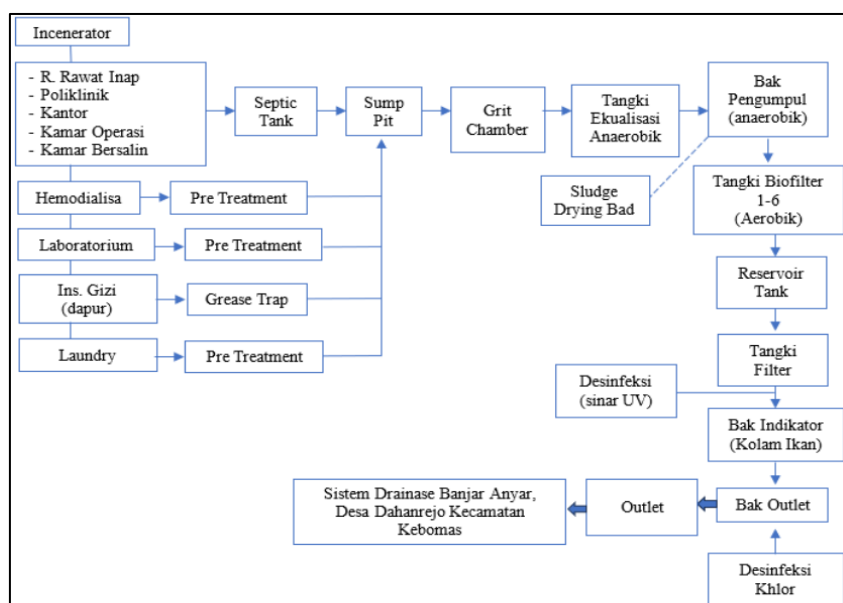 Incenerator
- R. Rawat Inap
- Poliklinik
- Kantor
- Kamar Operasi
- Kamar Bersalin
Septic
Tank
Sump
Pit
Grit
Chamber
Tangki
Ekualisasi
Anaerobik
Bak
Pengumpul
(anaerobik)
Hemodialisa
Pre Treatment
Sludge
Drying Bad
Tangki Biofilter
1-6
(Aerobik)
Laboratorium
Pre Treatment
Ins. Gizi
(dapur)
Grease Trap
Reservoir
Tank
Laundry
Pre Treatment
Tangki
Filter
Desinfeksi
(sinar UV)
Bak Indikator
(Kolam Ikan)
Sistem Drainase Banjar Anyar,
Desa Dahanrejo Kecamatan
Kebomas
Outlet
Bak Outlet
Desinfeksi
Khlor